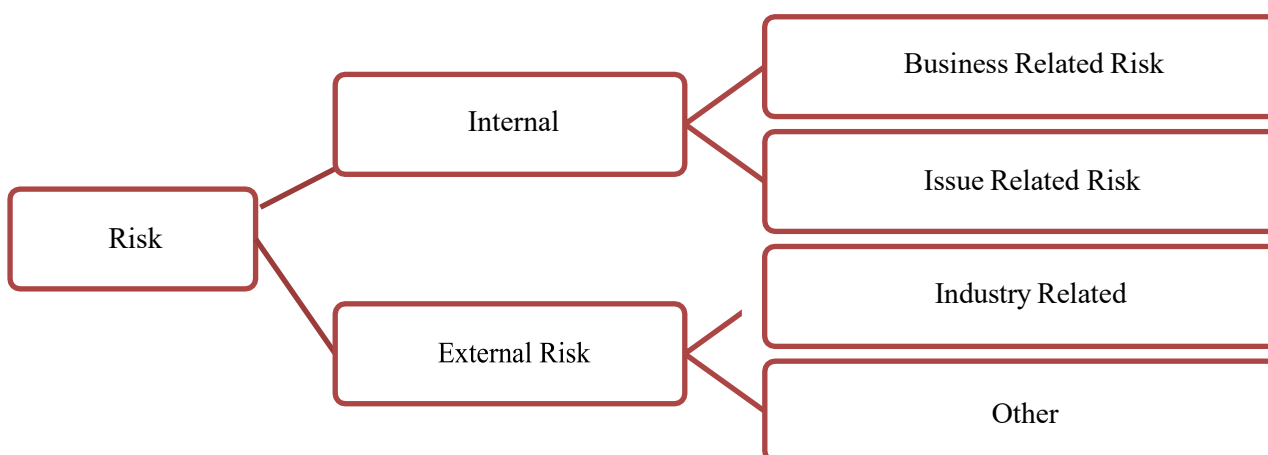 Risk
Internal
Business Related Risk
Issue Related Risk
External Risk
Industry Related
Other